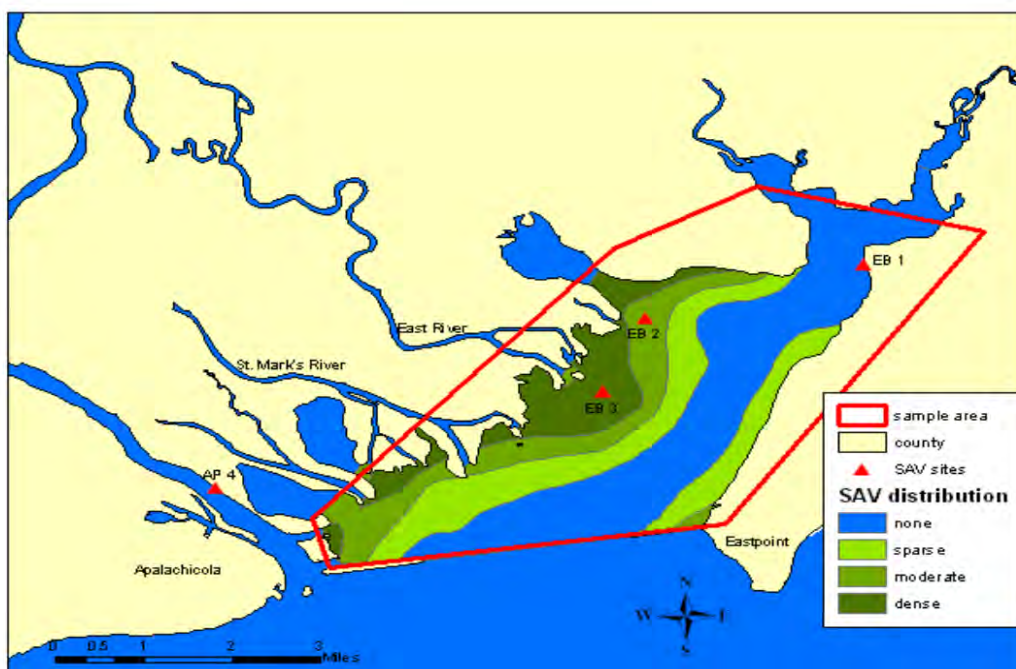 EB 1
EB 2
East River
St. Mark's River
EB 3
AP 4
Apalachicola
Eastpoint
sample area
county
SAV sites
SAV distribution
none
sparse
moderate
dense
N
W
S
0 0.5 1 2 3
Miles